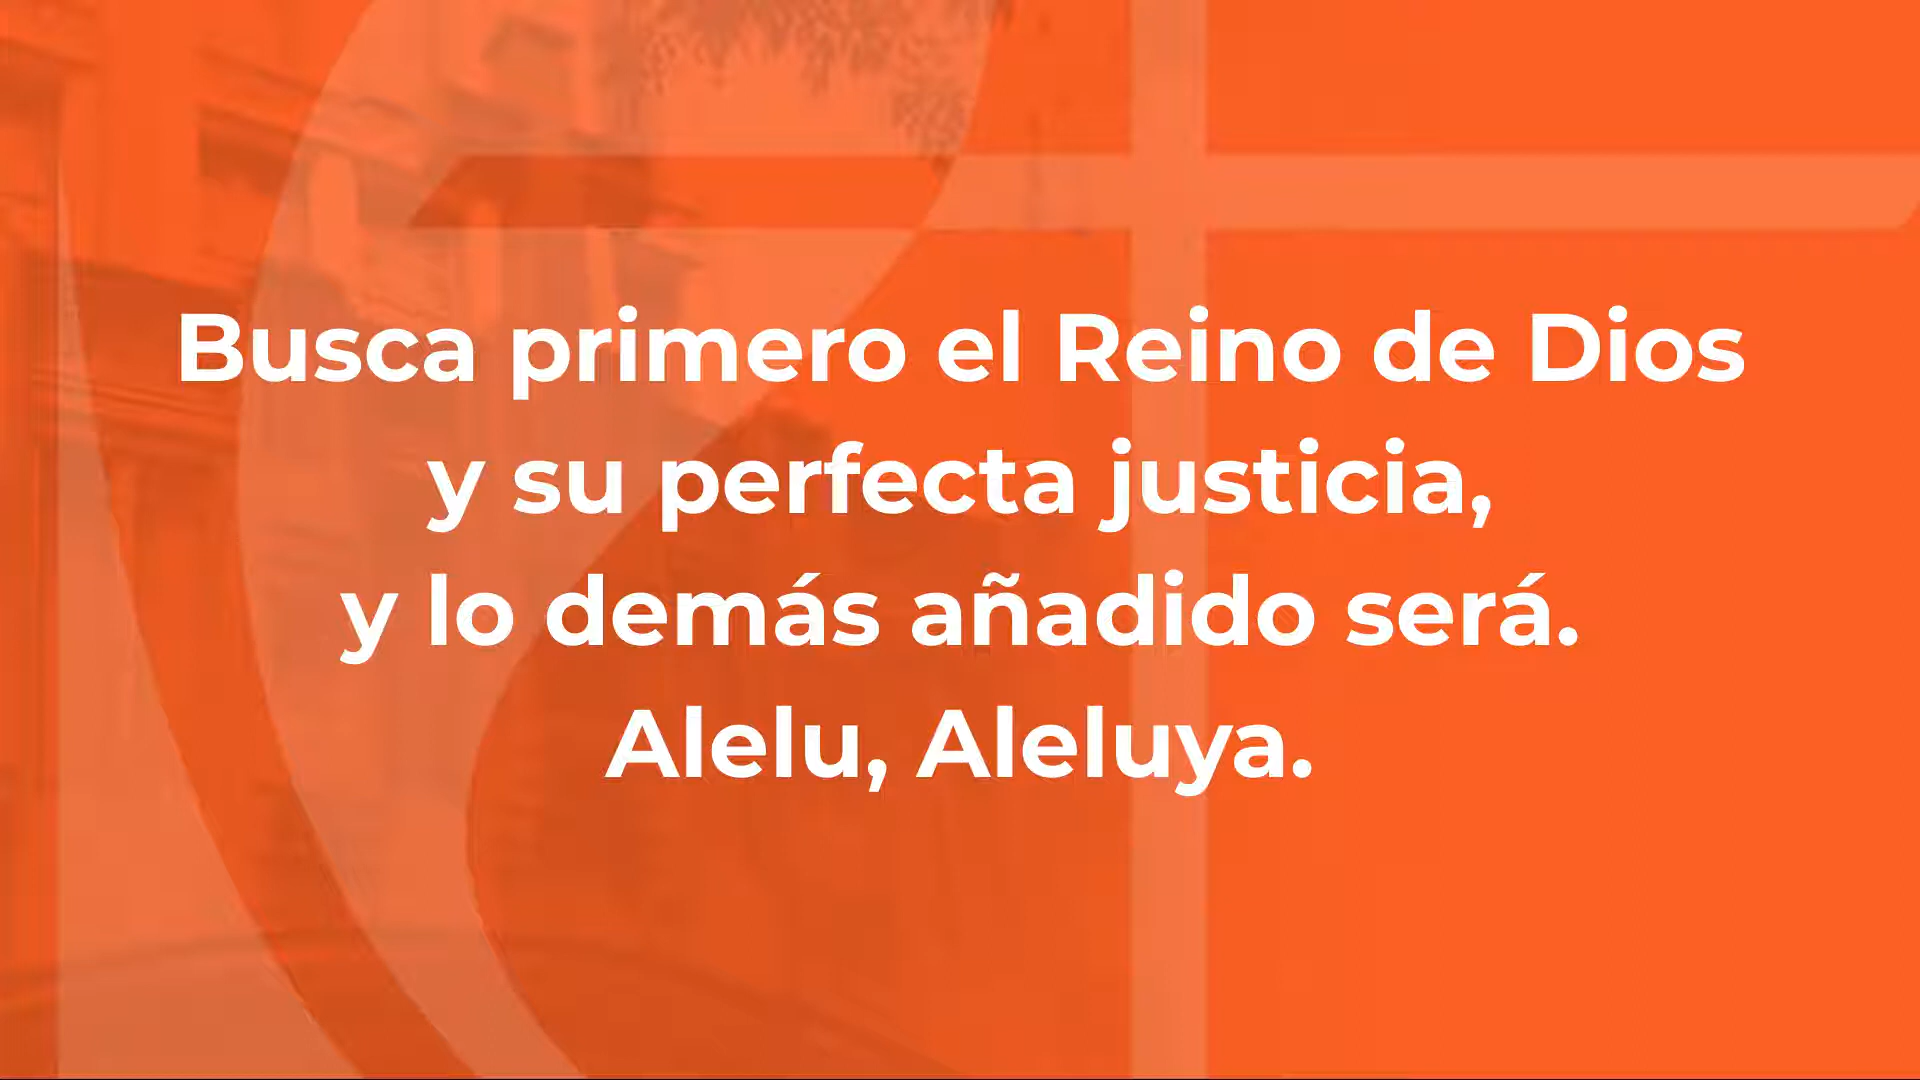 Busca primero el Reino de Dios
y su perfecta justicia,
y lo demás añadido será.
Alelu, Aleluya.